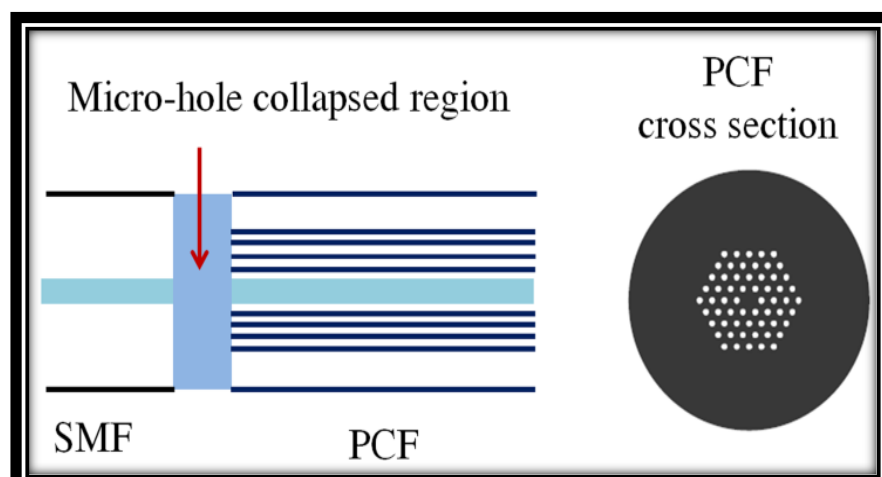 Micro-hole collapsed region
PCF
cross section
SMF
PCF